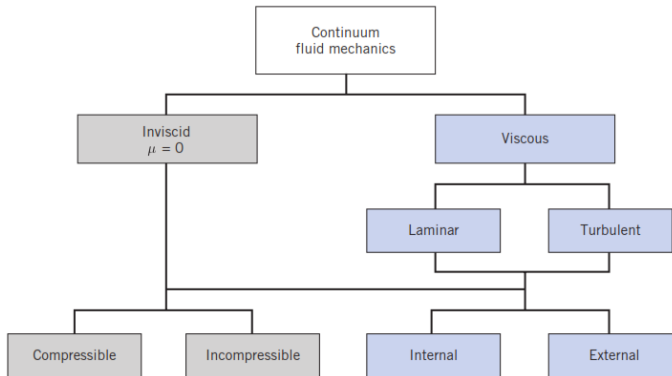 Continuum
fluid mechanics
Inviscid
μ = 0
Viscous
Laminar
Turbulent
Compressible
Incompressible
Internal
External